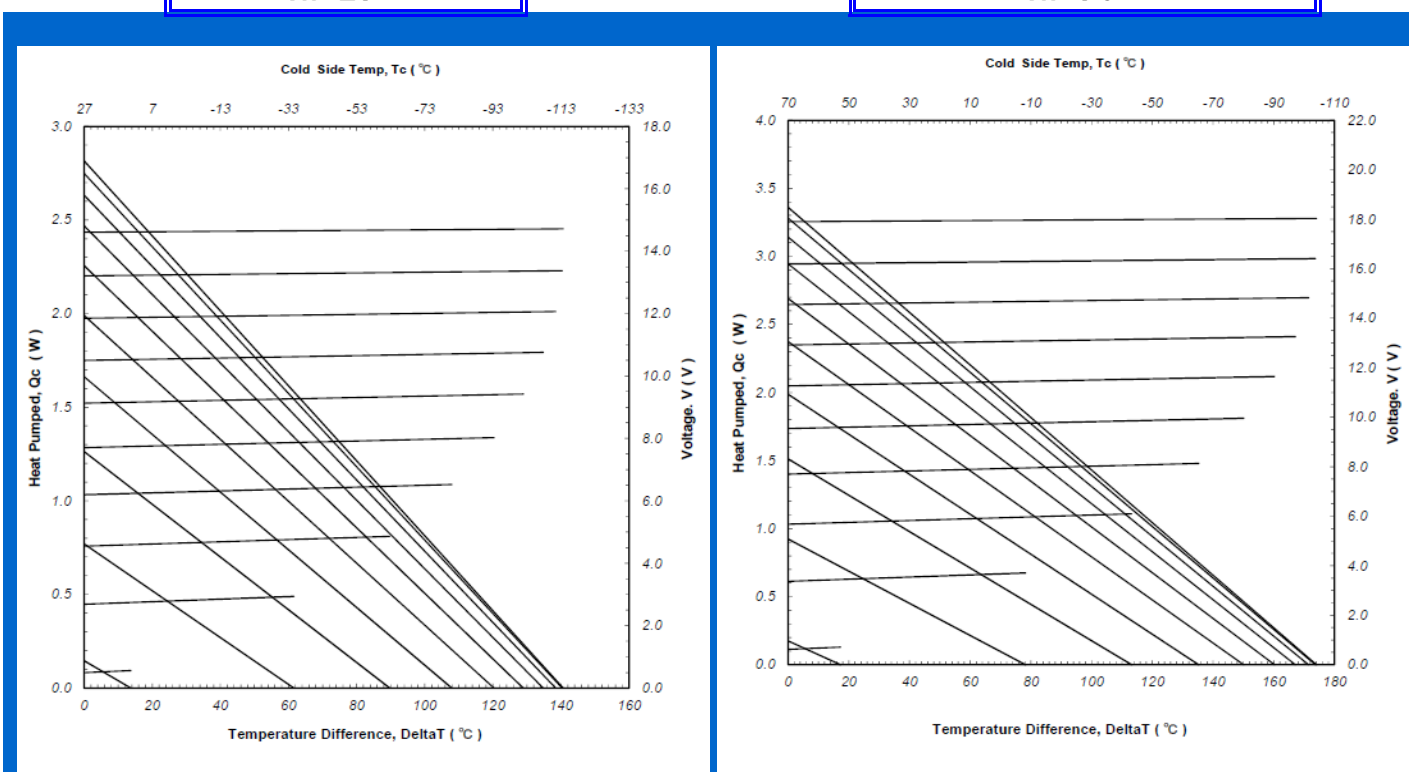 Cold Side Temp, Tc ( ℃ )
27 7 -13 -33 -53 -73 -93 -113 -133
3.0 18.0
16.0
2.5
14.0
2.0 12.0
Heat Pumped, Qc ( W )
Voltage. V ( V )
10.0
1.5
8.0
1.0 6.0
4.0
0.5
2.0
0.0 0.0
0 20 40 60 80 100 120 140 160
Temperature Difference, DeltaT ( ℃ )
Cold Side Temp, Tc ( ℃ )
70 50 30 10 -10 -30 -50 -70 -90 -110
4.0 22.0
20.0
3.5
18.0
3.0
16.0
2.5
14.0
Heat Pumped, Qc ( W )
Voltage. V ( V )
12.0
2.0
10.0
1.5
8.0
1.0 6.0
4.0
0.5
2.0
0.0 0.0
0 20 40 60 80 100 120 140 160 180
Temperature Difference, DeltaT ( ℃ )